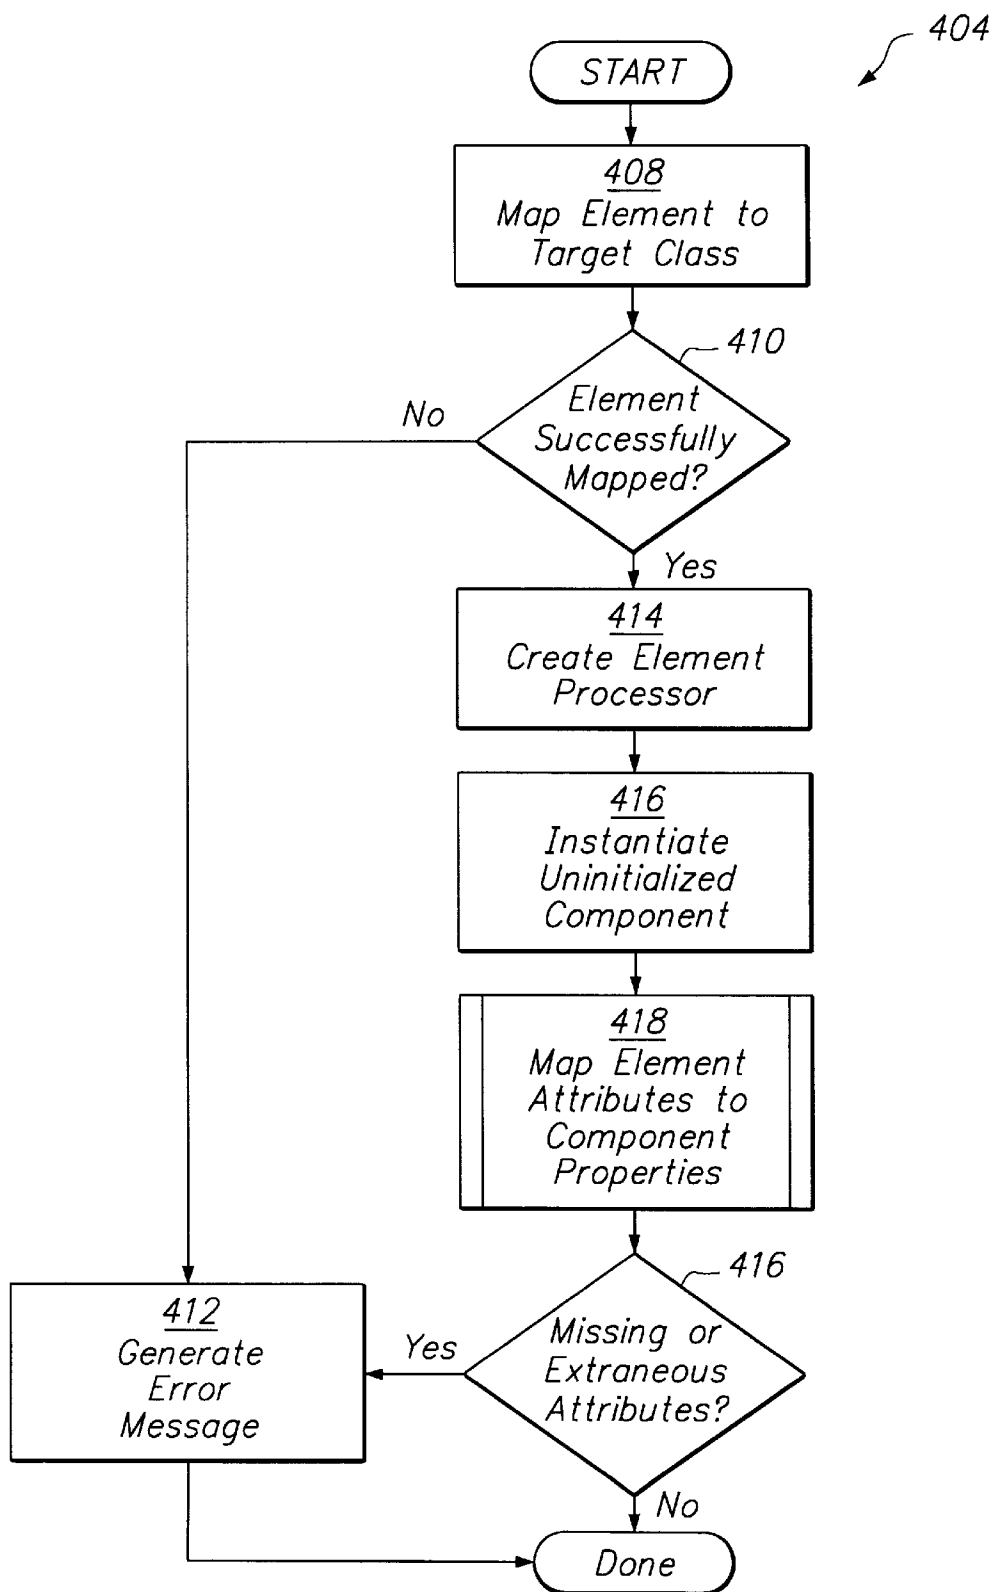 404
START
408
Map Element to
Target Class
410
Element
Successfully
Mapped?
No
Yes
414
Create Element
Processor
416
Instantiate
Uninitialized
Component
418
Map Element
Attributes to
Component
Properties
416
Missing or
Extraneous
Attributes?
Yes
412
Generate
Error
Message
No
Done